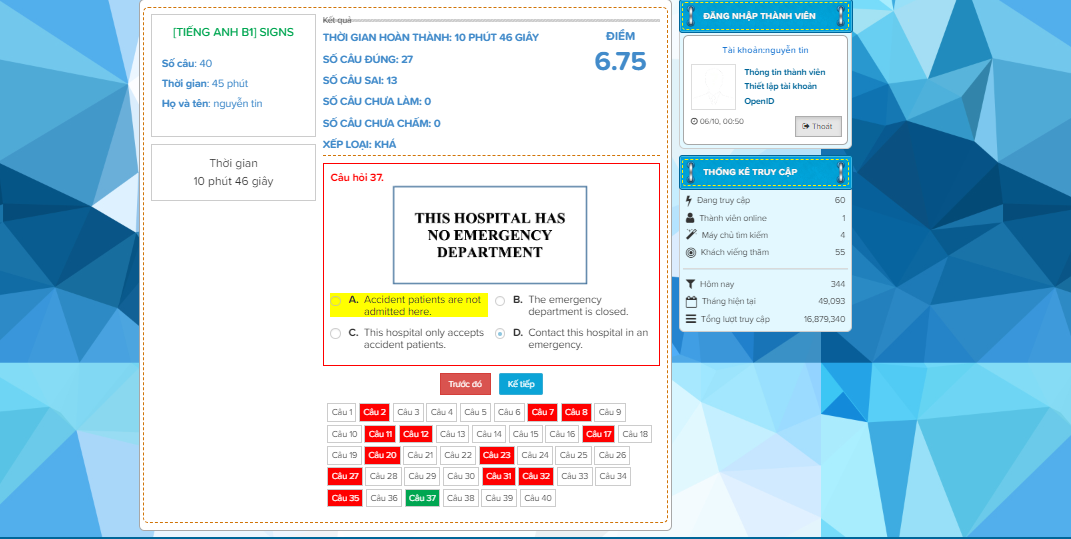 [TIẾNG ANH B1] SIGNS
Số câu: 40
Thời gian: 45 phút
Họ và tên: nguyễn tin
Thời gian
10 phút 46 giây
Kết quả
THỜI GIAN HOÀN THÀNH: 10 PHÚT 46 GIÂY
SỐ CÂU ĐÚNG: 27
SỐ CÂU SAI: 13
SỐ CÂU CHƯA LÀM: 0
SỐ CÂU CHƯA CHẤM: 0
XẾP LOẠI: KHÁ
ĐIỂM
6.75
Câu hỏi 37.
THIS HOSPITAL HAS
NO EMERGENCY
DEPARTMENT
A. Accident patients are not
admitted here.
B. The emergency
department is closed.
C. This hospital only accepts
accident patients.
D. Contact this hospital in an
emergency.
Trước đó Kế tiếp
Câu 1 Câu 2 Câu 3 Câu 4 Câu 5 Câu 6 Câu 7 Câu 8 Câu 9
Câu 10 Câu 11 Câu 12 Câu 13 Câu 14 Câu 15 Câu 16 Câu 17 Câu 18
Câu 19 Câu 20 Câu 21 Câu 22 Câu 23 Câu 24 Câu 25 Câu 26
Câu 27 Câu 28 Câu 29 Câu 30 Câu 31 Câu 32 Câu 33 Câu 34
Câu 35 Câu 36 Câu 37 Câu 38 Câu 39 Câu 40
ĐĂNG NHẬP THÀNH VIÊN
Tài khoản:nguyễn tin
Thông tin thành viên
Thiết lập tài khoản
OpenID
06/10, 00:50
Thoát
THỐNG KÊ TRUY CẬP
Đang truy cập 60
Thành viên online 1
Máy chủ tìm kiếm 4
Khách viếng thăm 55
Hôm nay 344
Tháng hiện tại 49,093
Tổng lượt truy cập 16,879,340